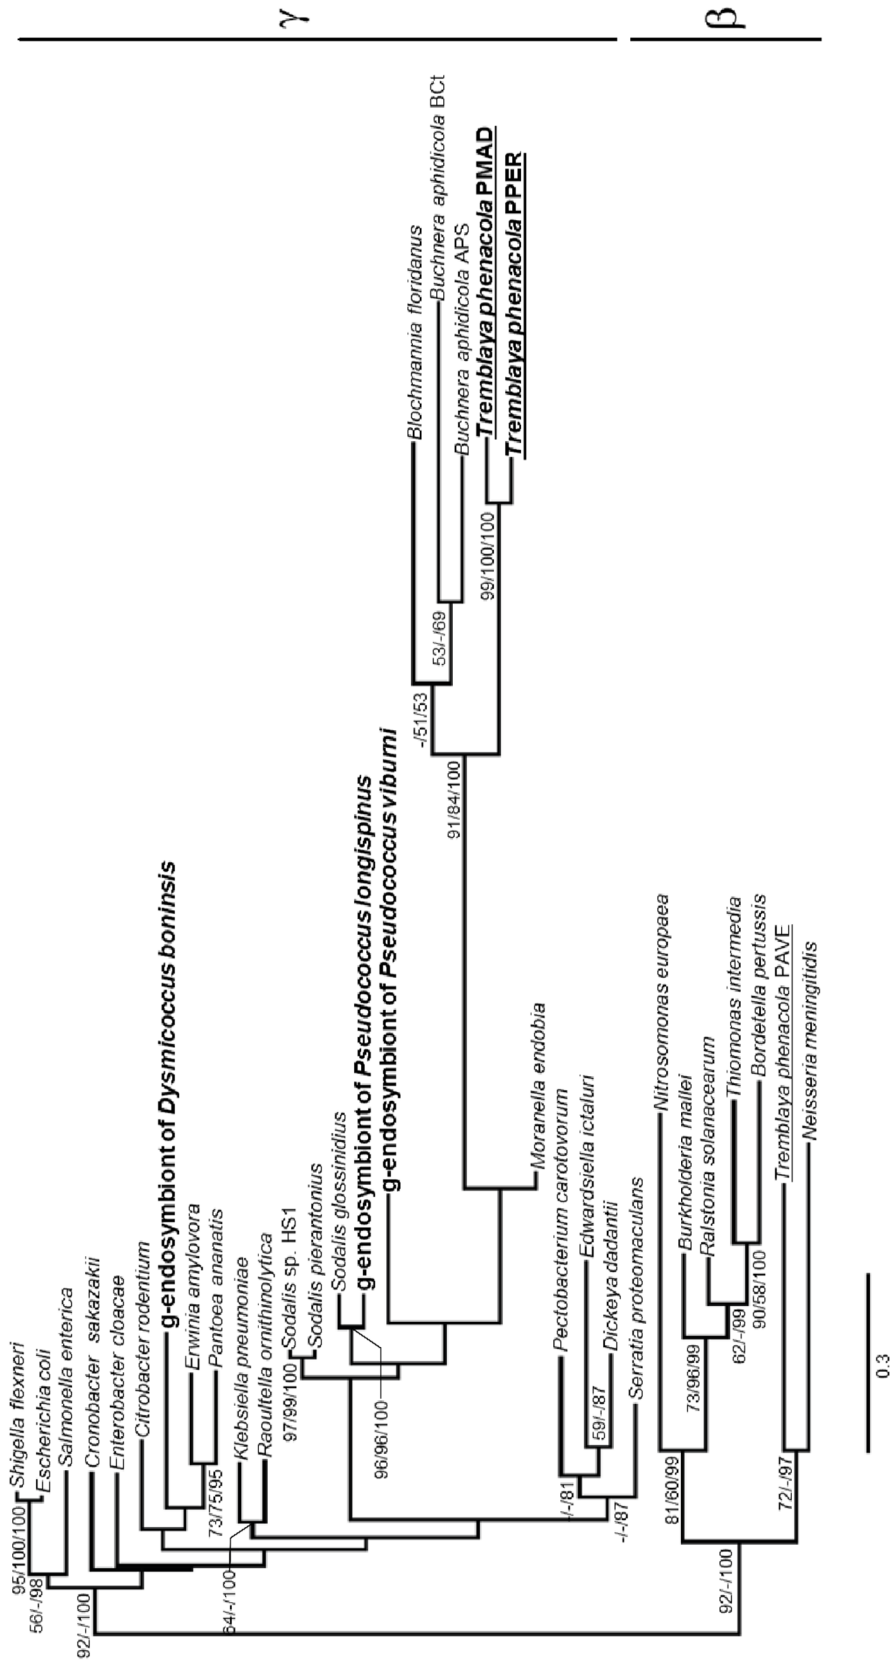 γ
β
95/100/100
Shigella flexneri
Escherichia coli
56/-/98
Salmonella enterica
92/-/100
Cronobacter sakazakii
Enterobacter cloacae
Citrobacter rodentium
g-endosymbiont of Dysmicoccus boninsis
Erwinia amylovora
73/75/95
Pantoea ananatis
64/-/100
Klebsiella pneumoniae
Raoultella ornithinolytica
97/99/100
Sodalis sp. HS1
Sodalis pierantonius
Sodalis glossinidius
96/96/100
g-endosymbiont of Pseudococcus longispinus
g-endosymbiont of Pseudococcus viburni
Blochmannia floridanus
-/51/53
Buchnera aphidicola BCt
53/-/69
Buchnera aphidicola APS
91/84/100
Tremblaya phenacola PMAD
99/100/100
Tremblaya phenacola PPER
Moranella endobia
Pectobacterium carotovorum
-/-/81
Edwardsiella ictaluri
59/-/87
Dickeya dadantii
-/-/87
Serratia proteomaculans
Nitrosomonas europaea
81/60/99
Burkholderia mallei
73/96/99
Ralstonia solanacearum
62/-/99
Thiomonas intermedia
90/58/100
Bordetella pertussis
92/-/100
Tremblaya phenacola PAVE
72/-/97
Neisseria meningitidis
0.3